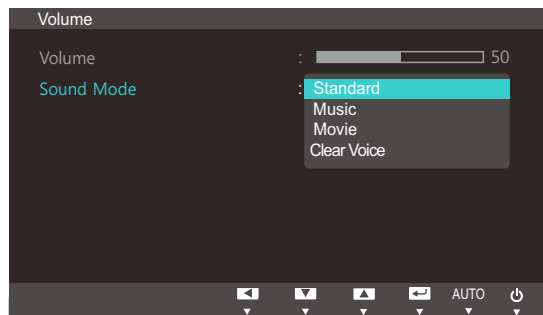 Volume
Volume : 50
Sound Mode : Standard
Music
Movie
Clear Voice
AUTO